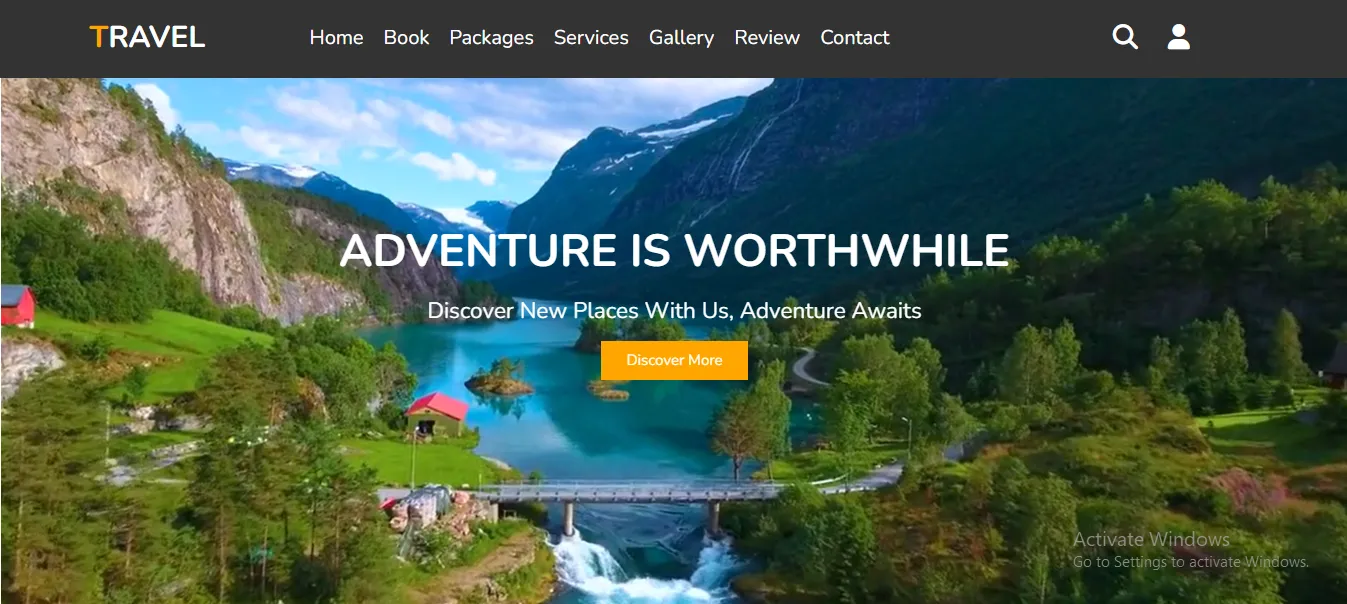 TRAVEL
Home Book Packages Services Gallery Review Contact
ADVENTURE IS WORTHWHILE
Discover New Places With Us, Adventure Awaits
Discover More
Activate Windows
Go to Settings to activate Windows.